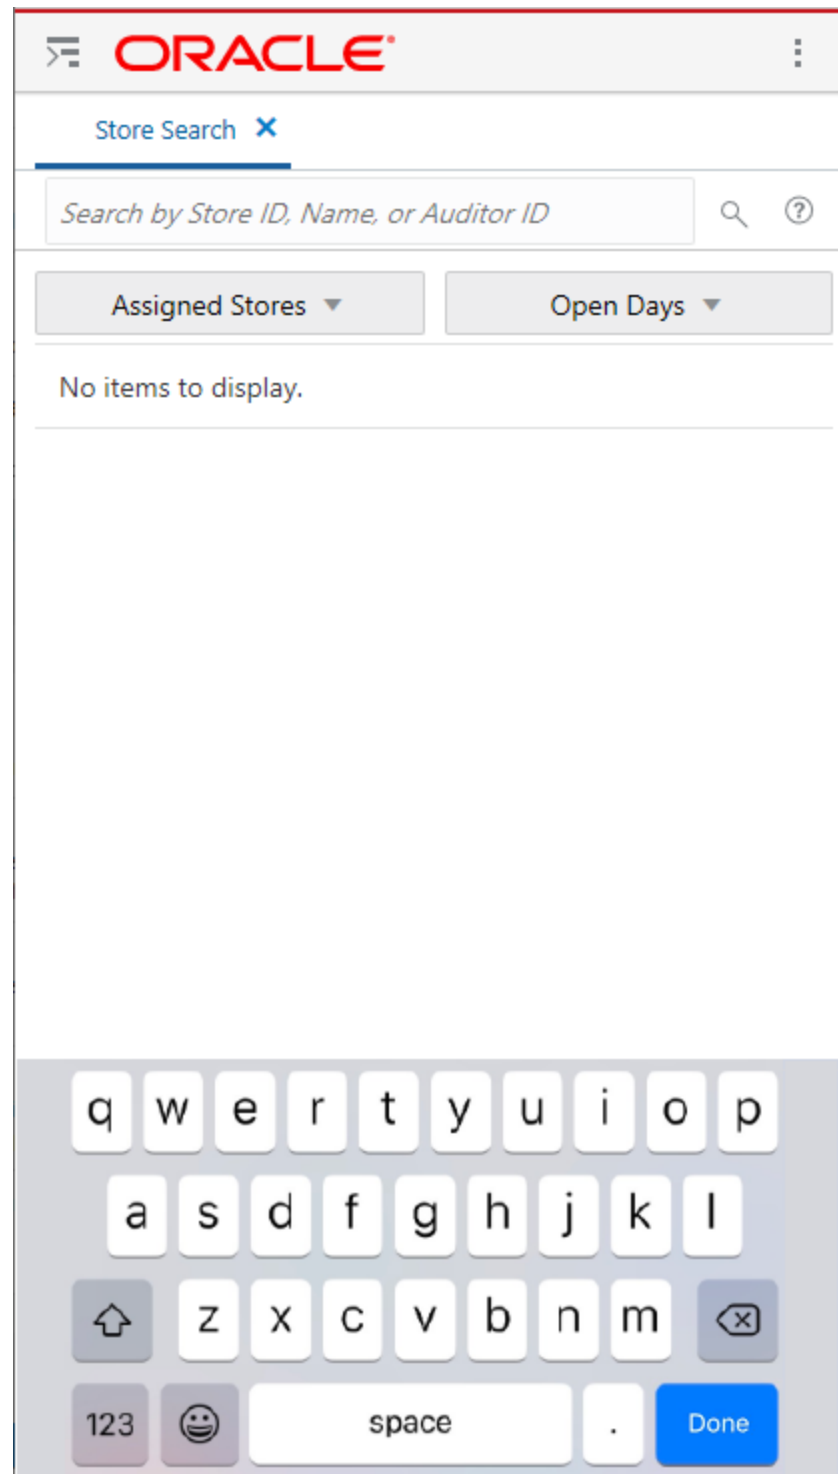 ORACLE®
Store Search
Search by Store ID, Name, or Auditor ID
Assigned Stores Open Days
No items to display.
q w e r t y u i o p
a s d f g h j k l
z x c v b n m
123 space . Done